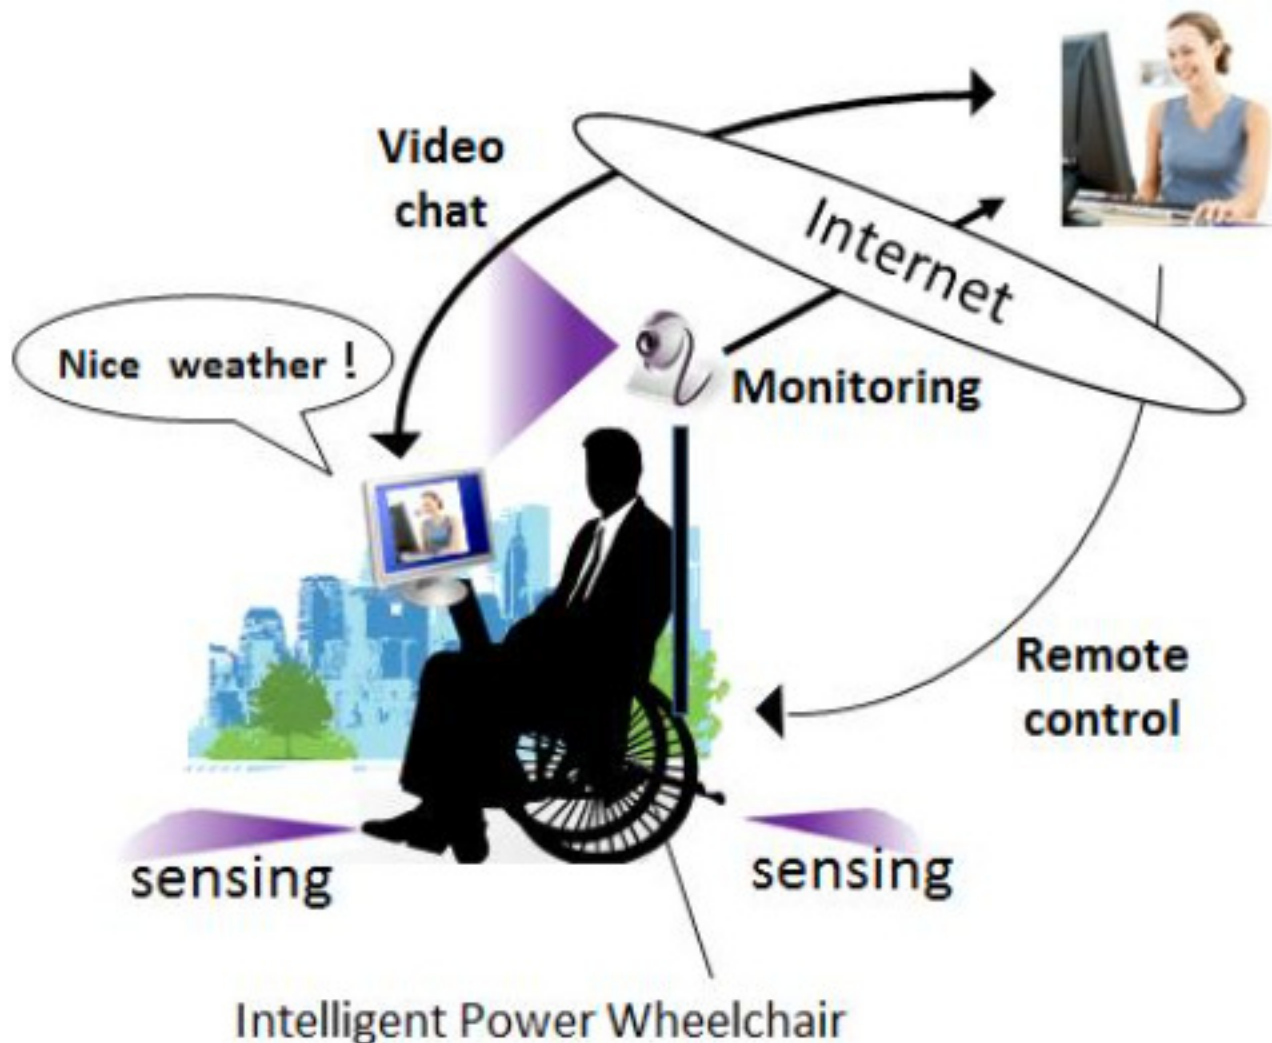 Video
chat
Internet
Nice weather !
Monitoring
Remote
control
sensing
sensing
Intelligent Power Wheelchair